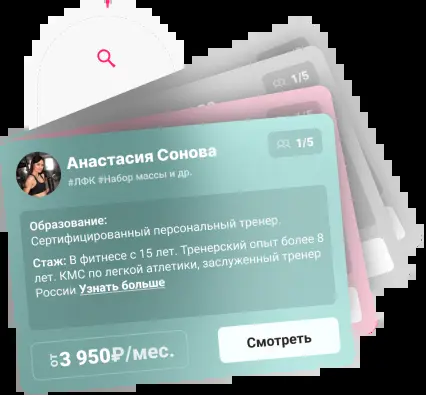 1/5
1/5
Анастасия Сонова
#ЛФК #Набор массы и др.
Образование:
Сертифицированный персональный тренер.
Стаж: В фитнесе с 15 лет. Тренерский опыт более 8
лет. КМС по легкой атлетики, заслуженный тренер
России Узнать больше
от 3 950₽/мес.
Смотреть